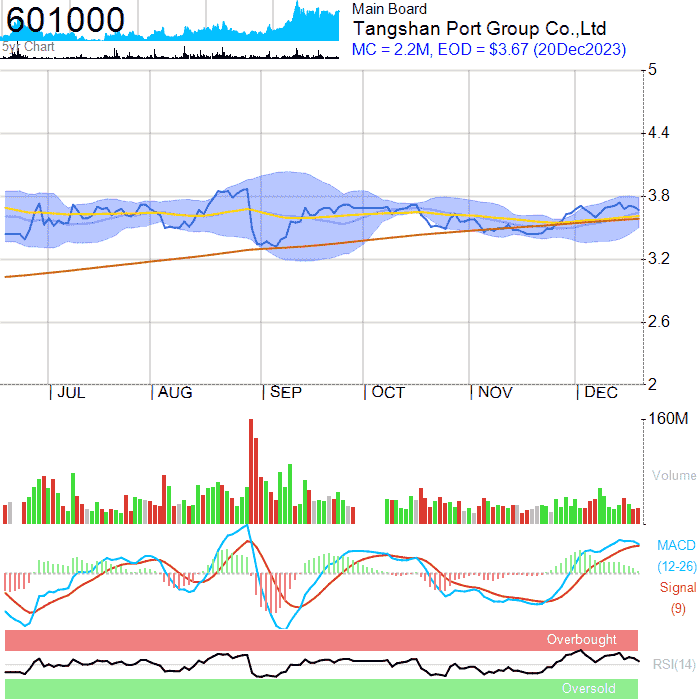 601000
5yr Chart
Main Board
Tangshan Port Group Co.,Ltd
MC = 2.2M, EOD = $3.67 (20Dec2023)
5
4.4
3.8
3.2
2.6
2
JUL AUG SEP OCT NOV DEC
160M
Volume
MACD
(12-26)
Signal
(9)
Overbought
RSI(14)
Oversold